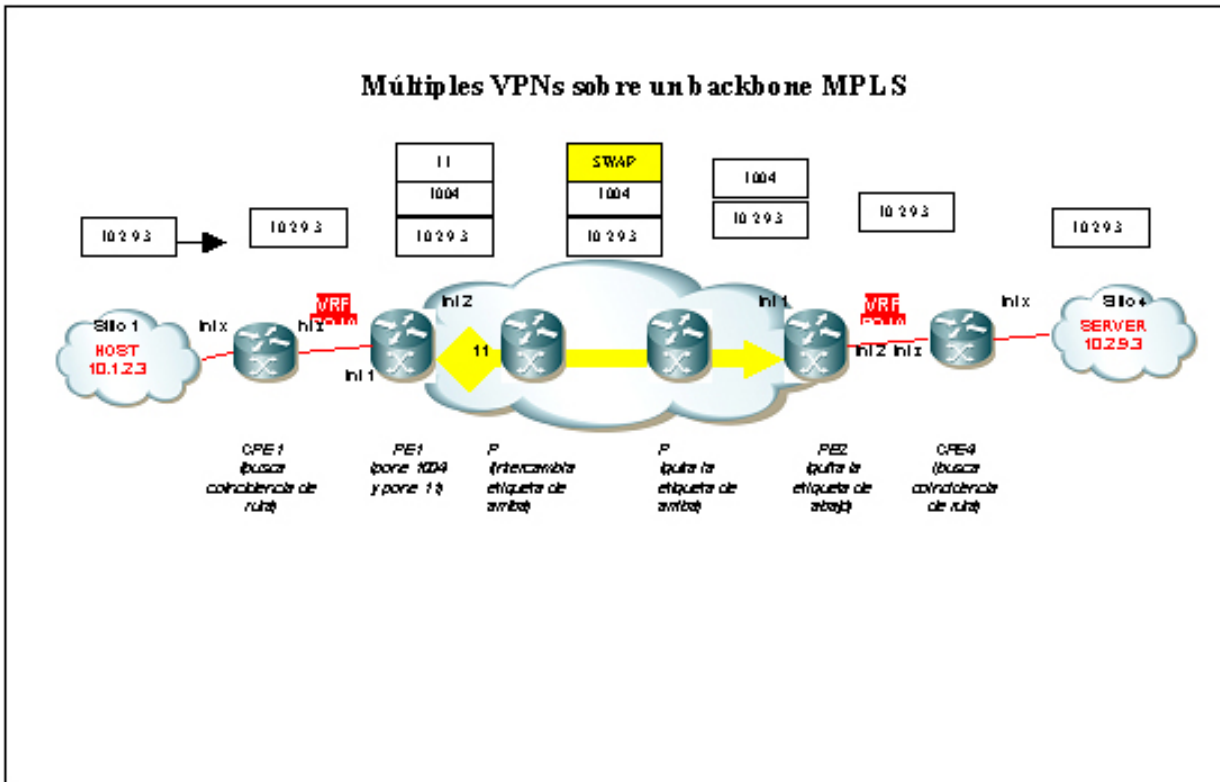 Múltiples VPNs sobre un backbone MPLS
11
SWAP
1004
1004
1004
10 2 9 3
10 2 9 3
10 2 9 3
10 2 9 3
10 2 9 3
10 2 9 3
10 2 9 3
Sitio 1
HOST
10.1.2.3
Int x
Int x
VRF
ROJA
Int 1
Int 2
11
Int 1
VRF
ROJA
Int 2
Int x
Int x
Sitio 4
SERVER
10.2.9.3
CPE1
(busca
coincidencia de
ruta)
PE1
(pone 1004
y pone 11)
P
(Intercambia
etiqueta de
arriba)
P
(quita la
etiqueta de
arriba)
PE2
(quita la
etiqueta de
abajo)
CPE4
(busca
coincidencia
de ruta)